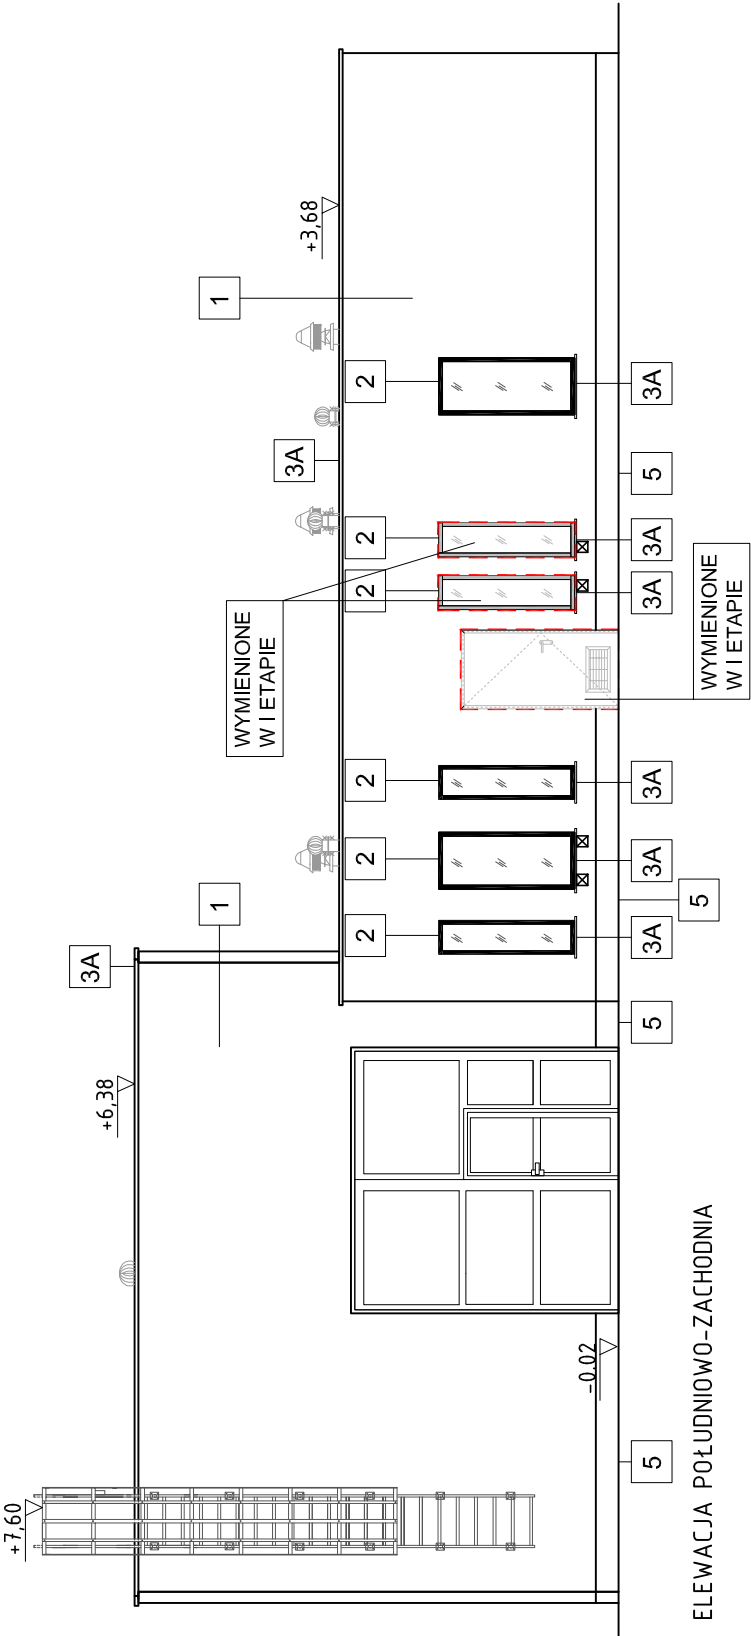 +7,60
+6,38
3A
1
+3,68
1
3A
WYMIENIONE
W I ETAPIE
2
2
2
2
2
2
-0,02
5
5
3A
5
3A
3A
3A
3A
5
3A
WYMIENIONE
W I ETAPIE
ELEWACJA POŁUDNIOWO-ZACHODNIA